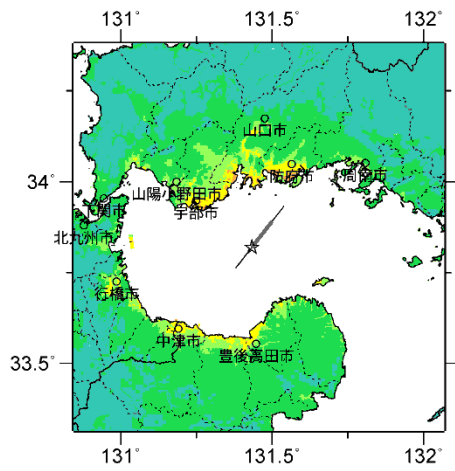 131 131.5 132
山口市
防府市
周南市
34
山陽小野田市
下関市
宇部市
北九州市
行橋市
中津市
豊後高田市
33.5
131 131.5 132